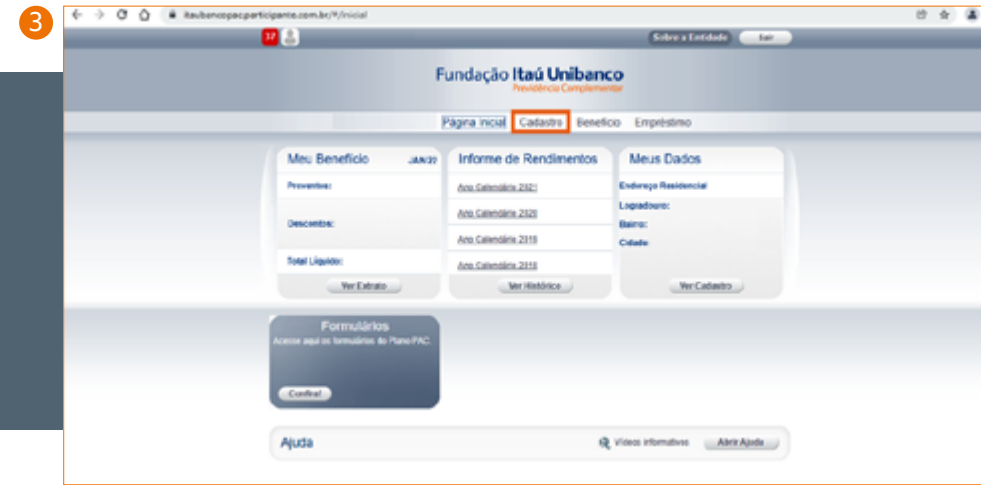 3
itaubancopac.participante.com.br/#/inicial
37
Sobre a Entidade
Sair
Fundação Itaú Unibanco
Previdência Complementar
Página Inicial Cadastro Benefício Empréstimo
Meu Benefício
Proventos:
Descontos:
Total Líquido:
Ver Extrato
Informe de Rendimentos
Ano Calendário 2021
Ano Calendário 2020
Ano Calendário 2019
Ano Calendário 2018
Ver Histórico
Meus Dados
Endereço Residencial
Logradouro:
Bairro:
Cidade:
Ver Cadastro
Formulários
Acesse aqui os formulários do Plano PAC.
Confira!
Ajuda
Vídeos informativos
Abrir Ajuda